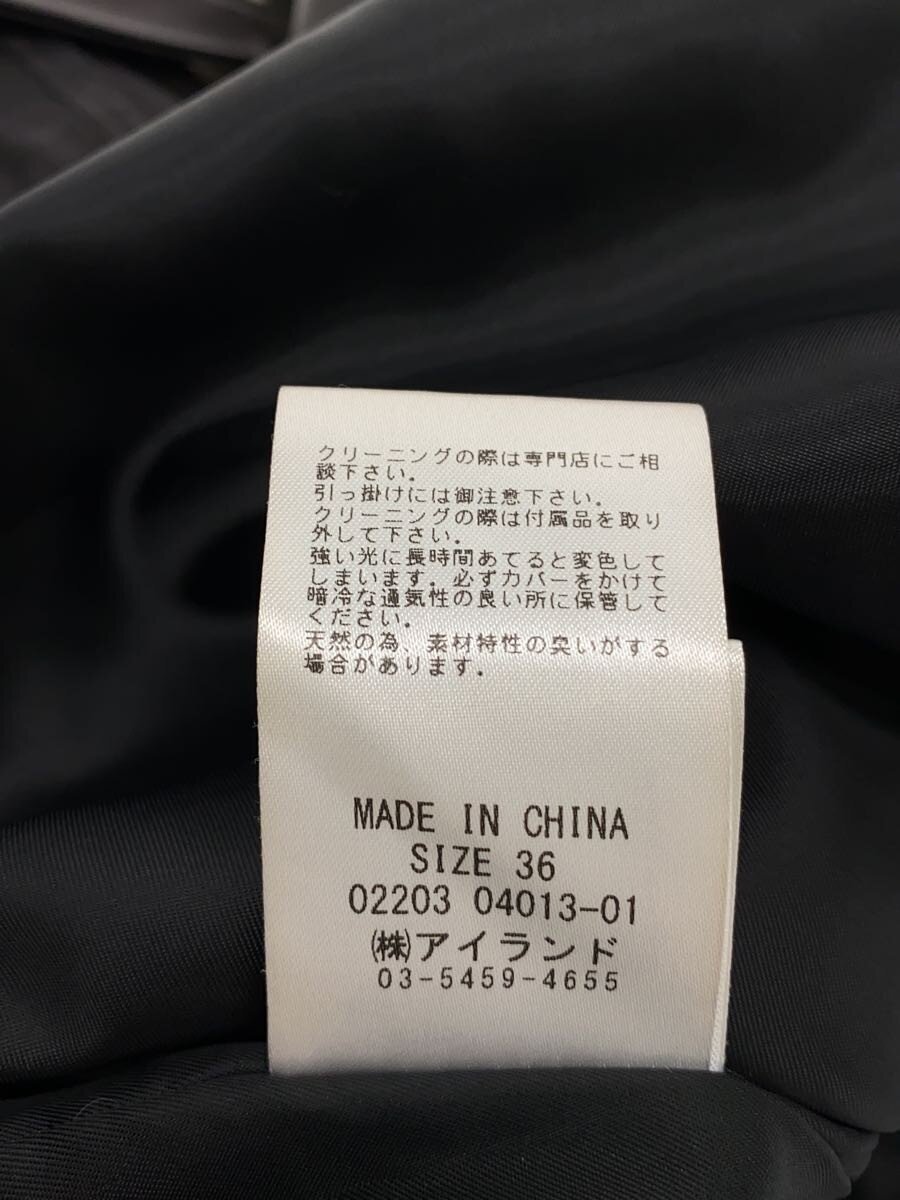 クリーニングの際は専門店にご相
談下さい。
引っ掛けには御注意下さい。
クリーニングの際は付属品を取り
外して下さい。
強い光に長時間あてると変色して
しまいます。必ずカバーをかけて
暗冷な通気性の良い所に保管して
ください。
天然の為、素材特性の臭いがする
場合があります。
MADE IN CHINA
SIZE 36
02203 04013-01
㈱アイランド
03-5459-4655